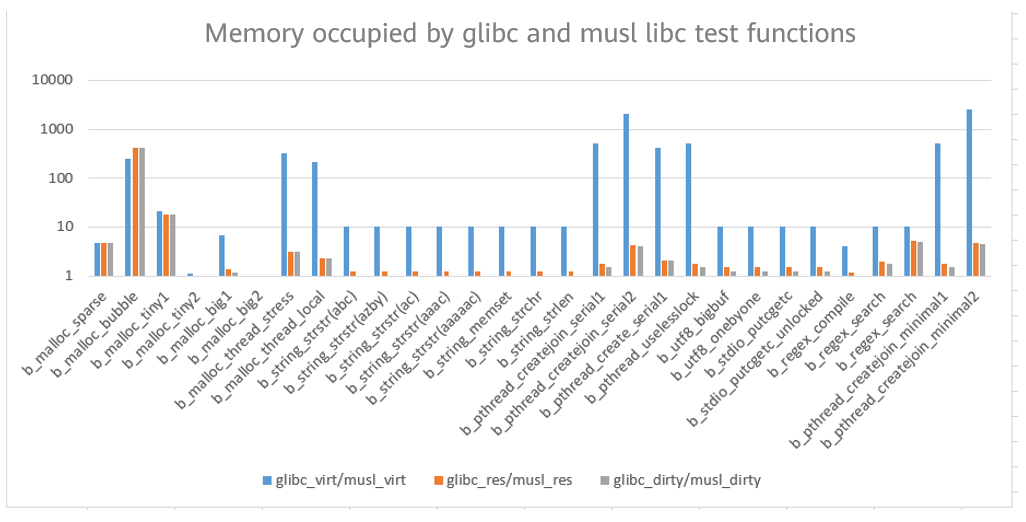 Memory occupied by glibc and musl libc test functions
10000
1000
100
10
1
b_malloc_sparse
b_malloc_bubble
b_malloc_tiny1
b_malloc_tiny2
b_malloc_big1
b_malloc_big2
b_malloc_thread_stress
b_malloc_thread_local
b_string_strstr(abc)
b_string_strstr(azby)
b_string_strstr(ac)
b_string_strstr(aaac)
b_string_strstr(aaaaac)
b_string_memset
b_string_strchr
b_string_strlen
b_pthread_createjoin_serial1
b_pthread_createjoin_serial2
b_pthread_create_serial1
b_pthread_uselesslock
b_utf8_bigbuf
b_utf8_onebyone
b_stdio_putcgetc
b_stdio_putcgetc_unlocked
b_regex_compile
b_regex_search
b_regex_search
b_pthread_createjoin_minimal1
b_pthread_createjoin_minimal2
glibc_virt/musl_virt
glibc_res/musl_res
glibc_dirty/musl_dirty